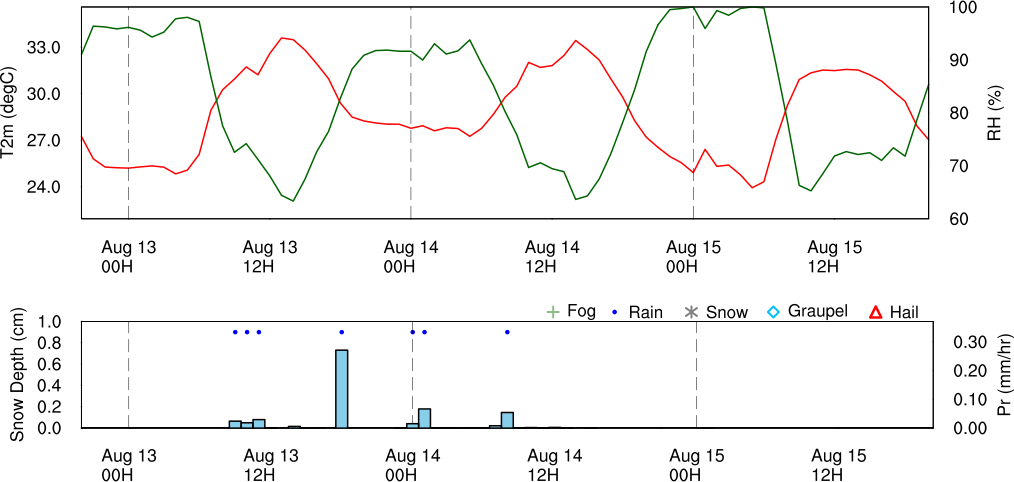 T2m (degC)
33.0
30.0
27.0
24.0
100
90
80
70
60
RH (%)
Aug 13 Aug 13 Aug 14 Aug 14 Aug 15 Aug 15
00H 12H 00H 12H 00H 12H
Fog Rain Snow Graupel Hail
Snow Depth (cm)
1.0
0.8
0.6
0.4
0.2
0.0
0.30
0.20
0.10
0.00
Pr (mm/hr)
Aug 13 Aug 13 Aug 14 Aug 14 Aug 15 Aug 15
00H 12H 00H 12H 00H 12H